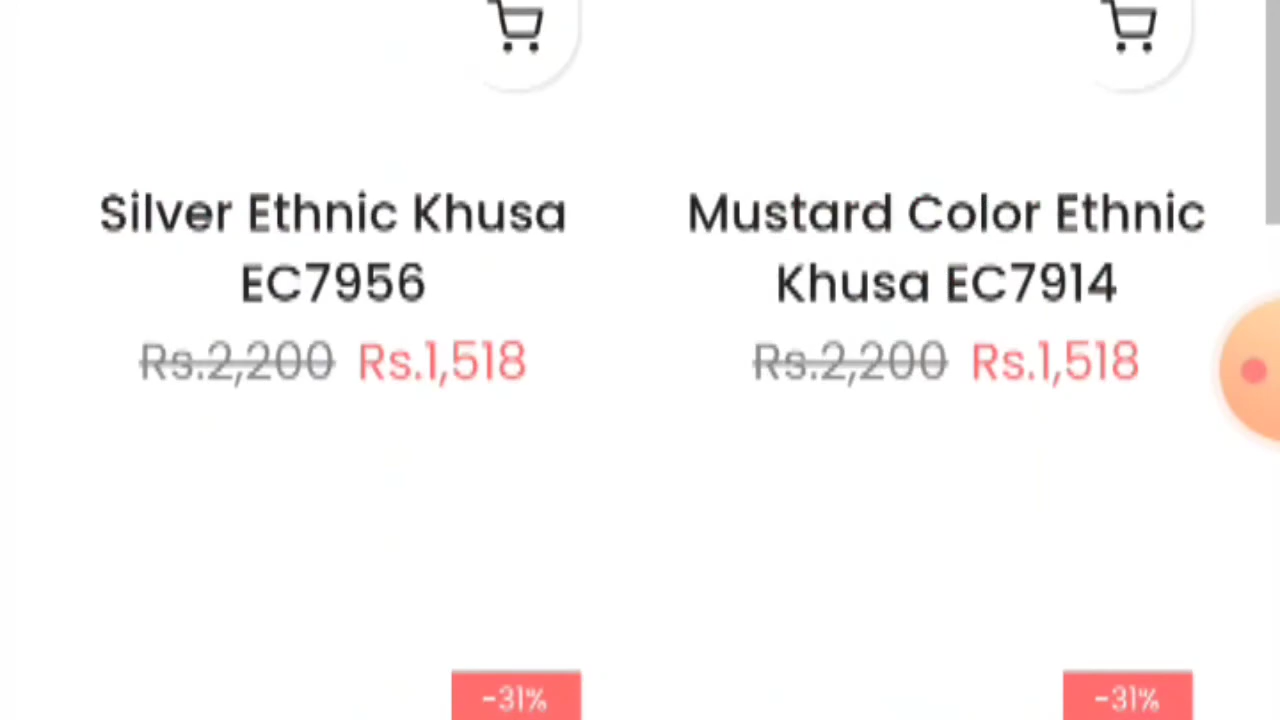 Silver Ethnic Khusa
EC7956
Rs.2,200 Rs.1,518
Mustard Color Ethnic
Khusa EC7914
Rs.2,200 Rs.1,518
-31%
-31%